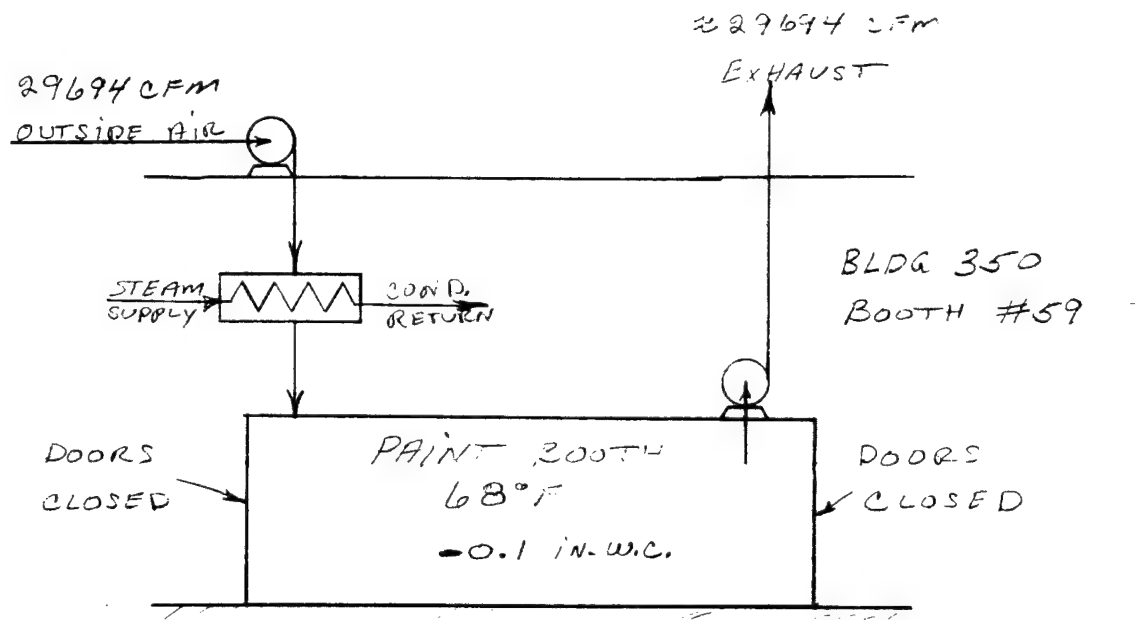 ≈29694 CFM
EXHAUST
29694 CFM
OUTSIDE AIR
BLDG 350
BOOTH #59
STEAM
SUPPLY
COND.
RETURN
PAINT BOOTH
68°F
-0.1 IN.W.C.
DOORS
CLOSED
DOORS
CLOSED